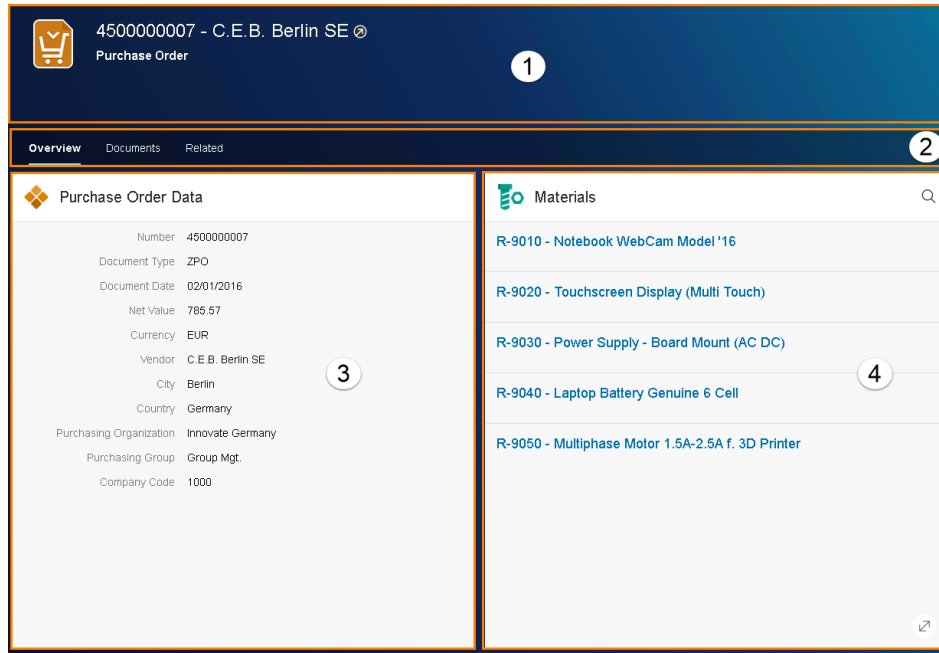 4500000007 - C.E.B. Berlin SE
Purchase Order
1
Overview Documents Related
2
Purchase Order Data
Number 4500000007
Document Type ZPO
Document Date 02/01/2016
Net Value 785.57
Currency EUR
Vendor C.E.B. Berlin SE
City Berlin
Country Germany
Purchasing Organization Innovate Germany
Purchasing Group Group Mgt.
Company Code 1000
3
Materials
R-9010 - Notebook WebCam Model '16
R-9020 - Touchscreen Display (Multi Touch)
R-9030 - Power Supply - Board Mount (AC DC)
R-9040 - Laptop Battery Genuine 6 Cell
R-9050 - Multiphase Motor 1.5A-2.5A f. 3D Printer
4